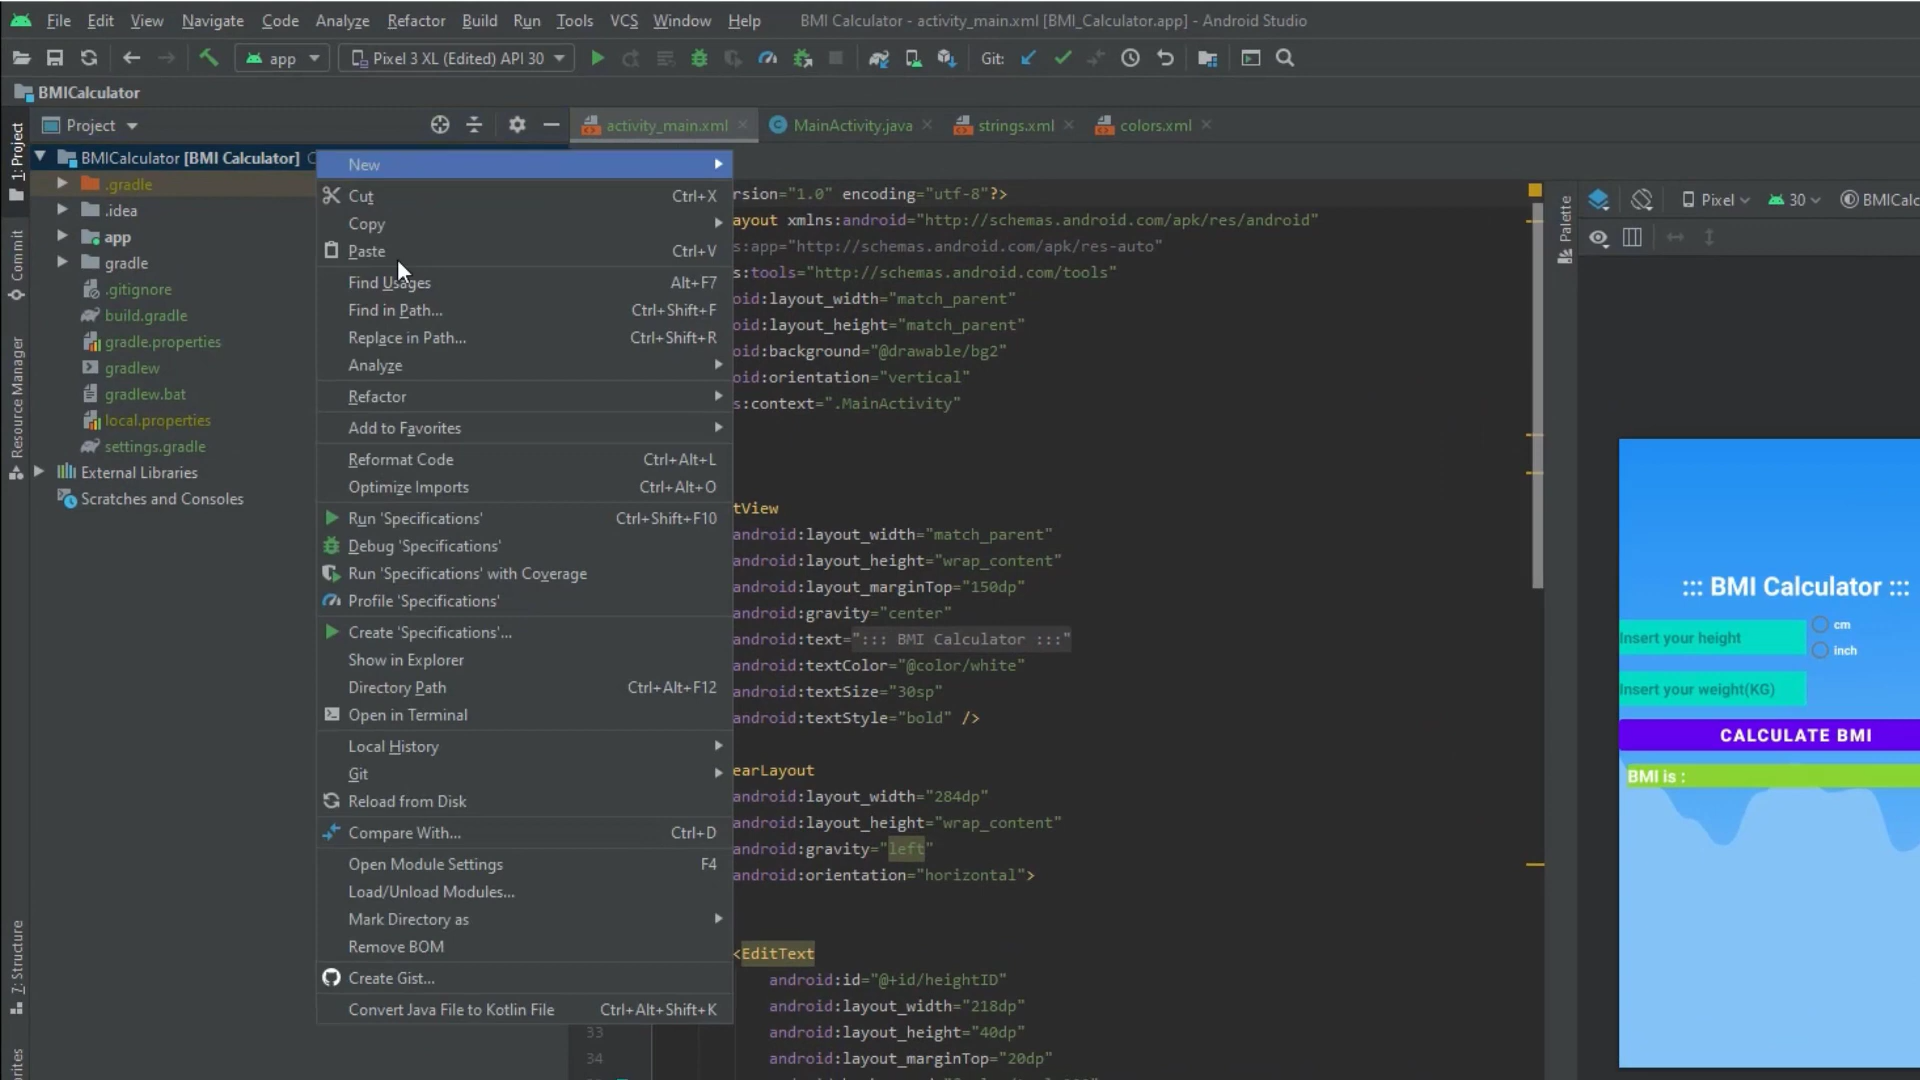 File Edit View Navigate Code Analyze Refactor Build Run Tools VCS Window Help BMI Calculator - activity_main.xml [BMI_Calculator.app] - Android Studio
app Pixel 3 XL (Edited) API 30 Git:
BMICalculator
Project activity_main.xml MainActivity.java strings.xml colors.xml
1: Project
Commit
Resource Manager
7: Structure
BMICalculator [BMI Calculator]
.gradle
.idea
app
gradle
.gitignore
build.gradle
gradle.properties
gradlew
gradlew.bat
local.properties
settings.gradle
External Libraries
Scratches and Consoles
New
Cut Ctrl+X
Copy
Paste Ctrl+V
Find Usages Alt+F7
Find in Path... Ctrl+Shift+F
Replace in Path... Ctrl+Shift+R
Analyze
Refactor
Add to Favorites
Reformat Code Ctrl+Alt+L
Optimize Imports Ctrl+Alt+O
Run 'Specifications' Ctrl+Shift+F10
Debug 'Specifications'
Run 'Specifications' with Coverage
Profile 'Specifications'
Create 'Specifications'...
Show in Explorer
Directory Path Ctrl+Alt+F12
Open in Terminal
Local History
Git
Reload from Disk
Compare With... Ctrl+D
Open Module Settings F4
Load/Unload Modules...
Mark Directory as
Remove BOM
Create Gist...
Convert Java File to Kotlin File Ctrl+Alt+Shift+K
rsion="1.0" encoding="utf-8"?>
ayout xmlns:android="http://schemas.android.com/apk/res/android"
s:app="http://schemas.android.com/apk/res-auto"
s:tools="http://schemas.android.com/tools"
oid:layout_width="match_parent"
oid:layout_height="match_parent"
oid:background="@drawable/bg2"
oid:orientation="vertical"
s:context=".MainActivity"
tView
android:layout_width="match_parent"
android:layout_height="wrap_content"
android:layout_marginTop="150dp"
android:gravity="center"
android:text="::: BMI Calculator :::"
android:textColor="@color/white"
android:textSize="30sp"
android:textStyle="bold" />
earLayout
android:layout_width="284dp"
android:layout_height="wrap_content"
android:gravity="left"
android:orientation="horizontal">
<EditText
android:id="@+id/heightID"
android:layout_width="218dp"
33 android:layout_height="40dp"
34 android:layout_marginTop="20dp"
Palette
Pixel 30 BMICalc
::: BMI Calculator :::
Insert your height
cm
inch
Insert your weight(KG)
CALCULATE BMI
BMI is :